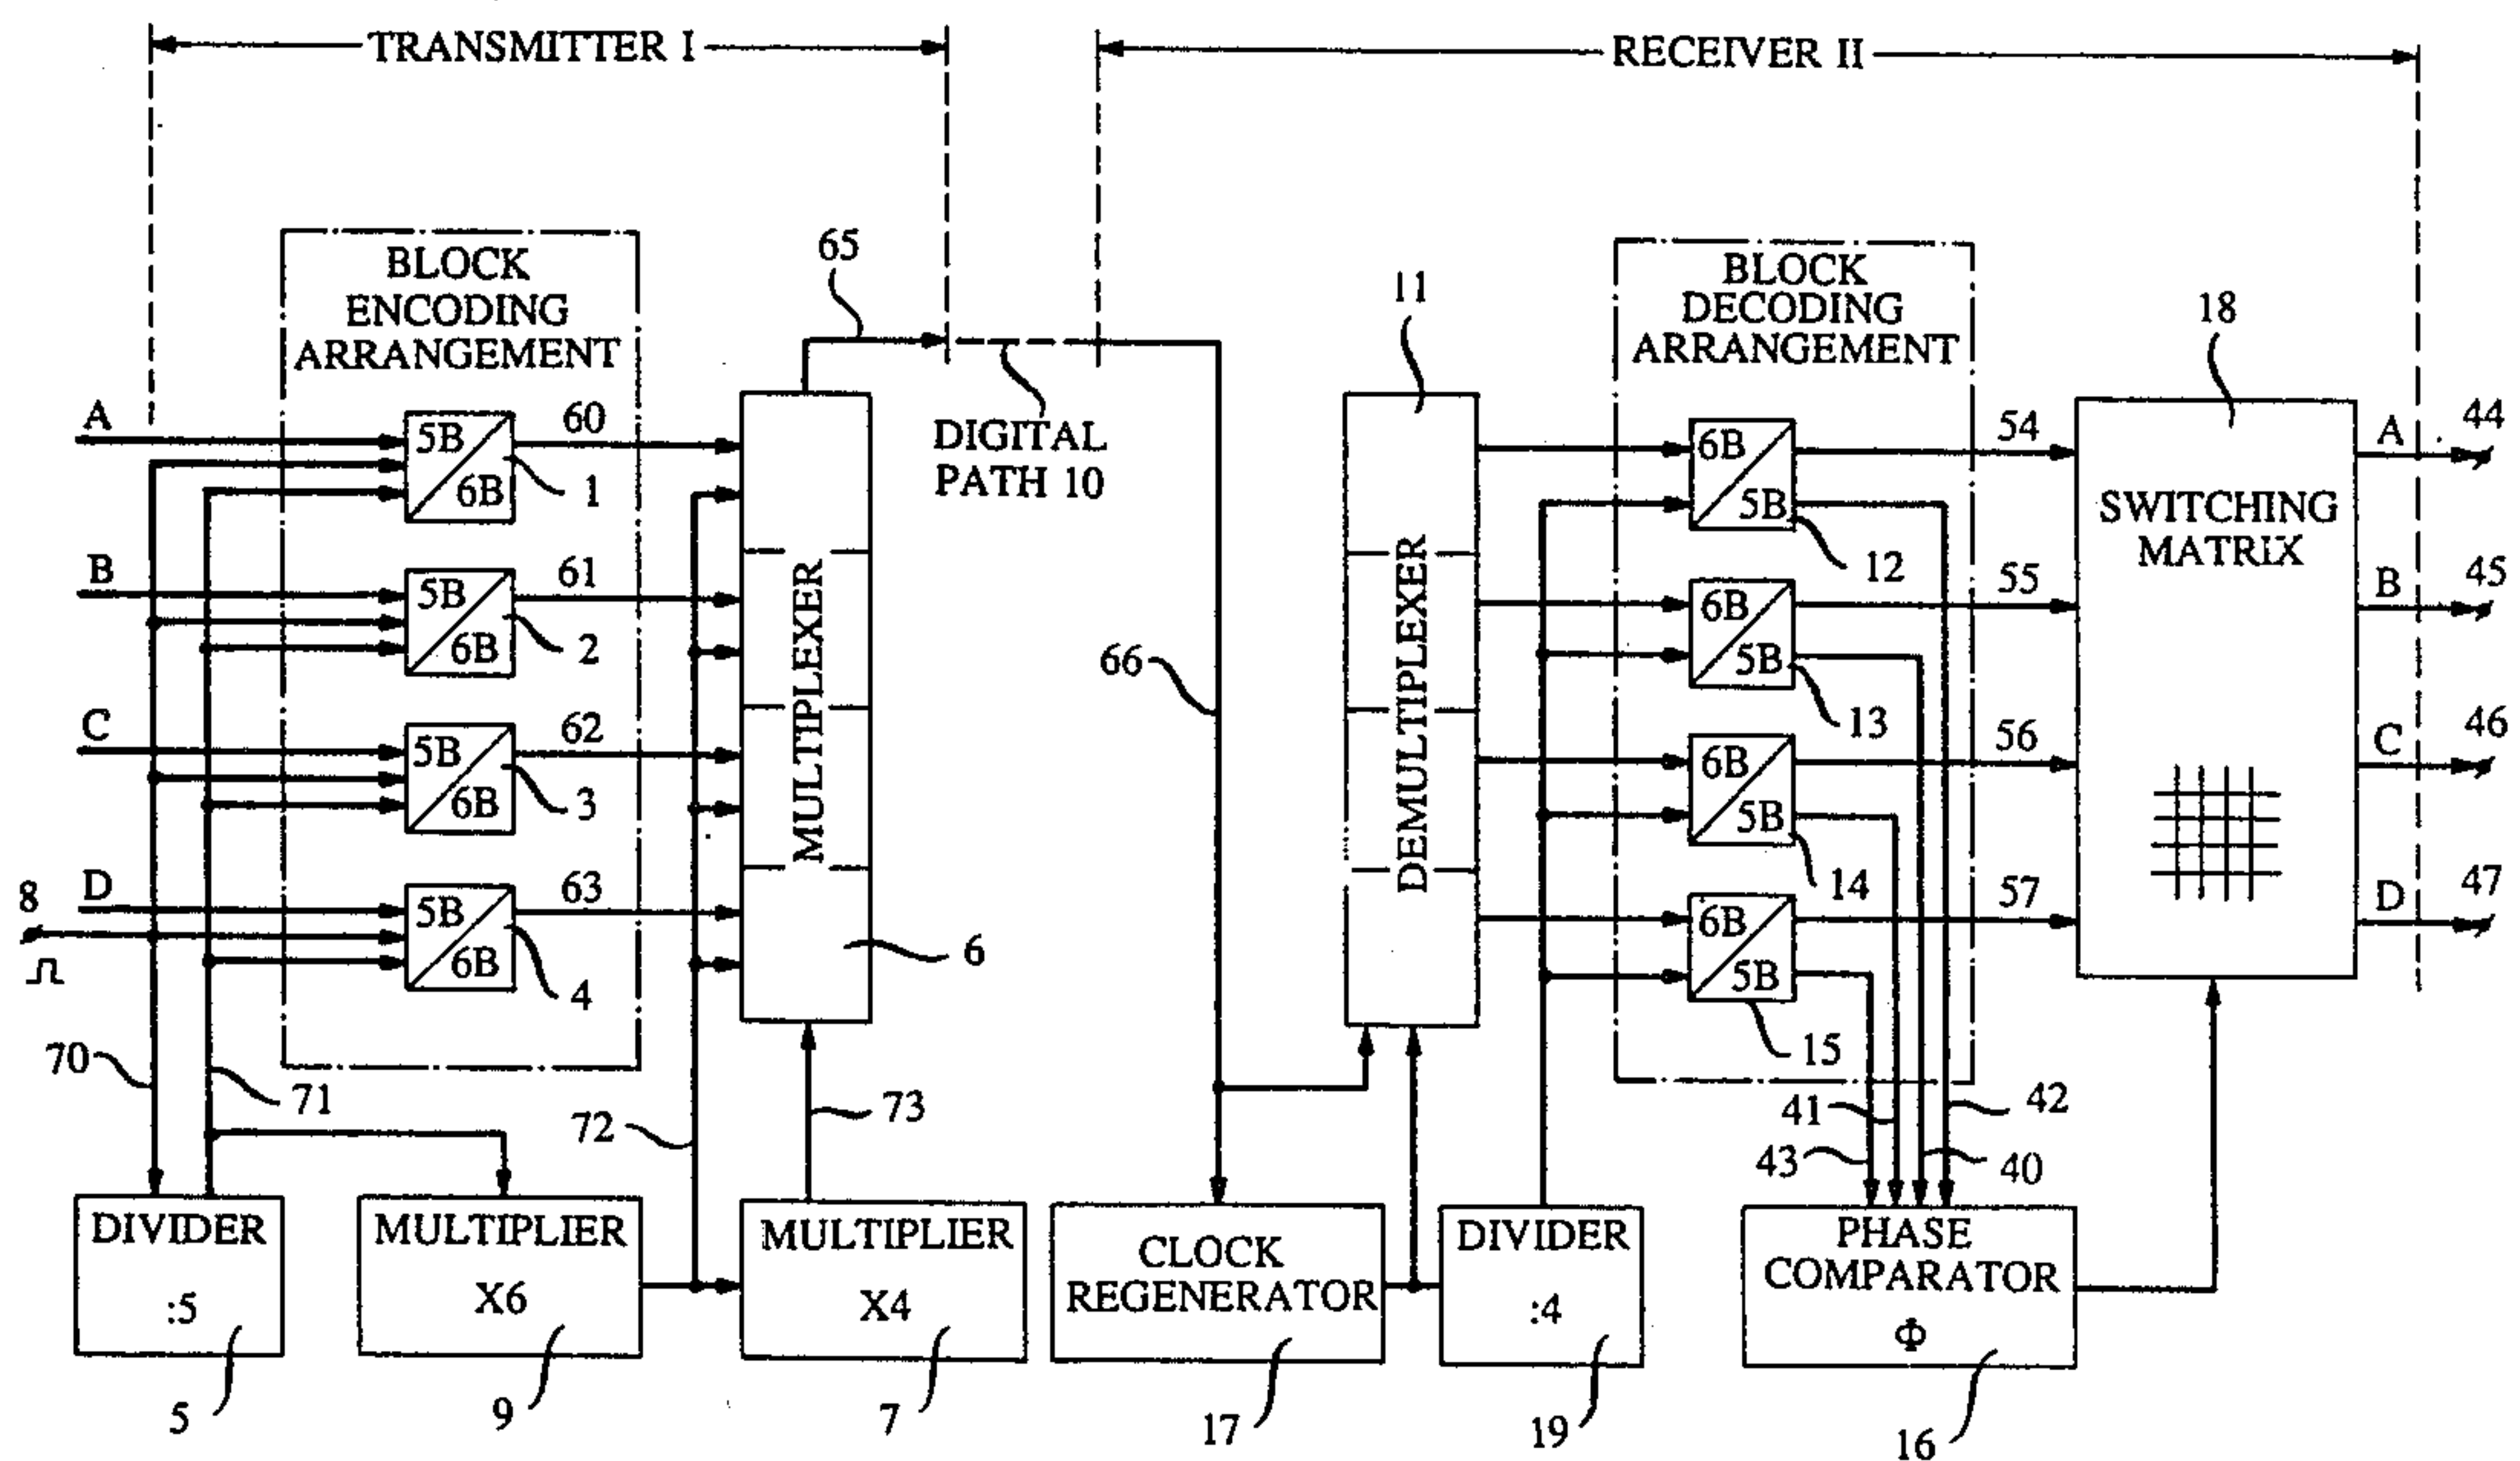 TRANSMITTER I
RECEIVER II
BLOCK
ENCODING
ARRANGEMENT
65
11
BLOCK
DECODING
ARRANGEMENT
18
A
5B
6B
60
1
DIGITAL
PATH 10
6B
5B
54
12
A
44
SWITCHING
MATRIX
B
5B
6B
61
2
MULTIPLEXER
66
DEMULTIPLEXER
6B
5B
55
13
B
45
C
5B
6B
62
3
6B
5B
56
14
C
46
8
D
5B
6B
63
4
6
6B
5B
57
15
D
47
70
71
72
73
41
42
43
40
DIVIDER
:5
MULTIPLIER
X6
MULTIPLIER
X4
CLOCK
REGENERATOR
DIVIDER
:4
PHASE
COMPARATOR
Φ
5
9
7
17
19
16